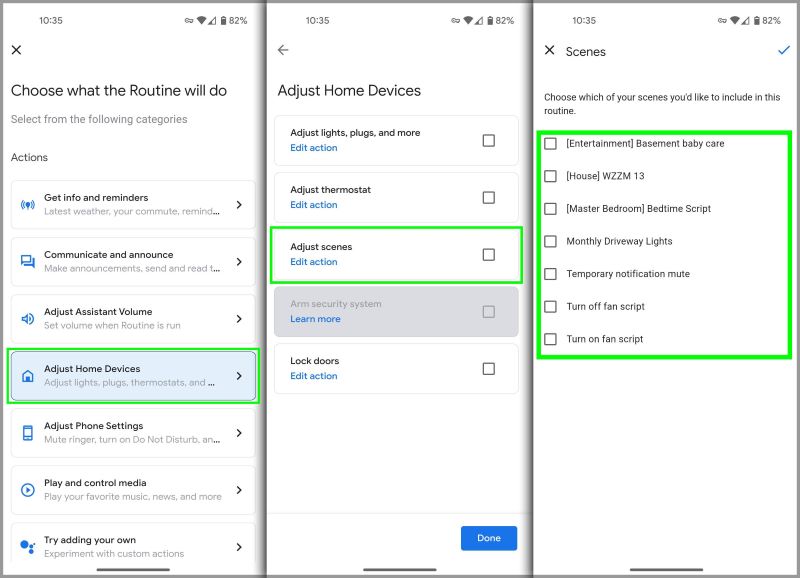 10:35
82%
Choose what the Routine will do
Select from the following categories
Actions
Get info and reminders
Latest weather, your commute, remind...
Communicate and announce
Make announcements, send and read t...
Adjust Assistant Volume
Set volume when Routine is run
Adjust Home Devices
Adjust lights, plugs, thermostats, and ...
Adjust Phone Settings
Mute ringer, turn on Do Not Disturb, an...
Play and control media
Play your favorite music, news, and more
Try adding your own
Experiment with custom actions
10:35
82%
Adjust Home Devices
Adjust lights, plugs, and more
Edit action
Adjust thermostat
Edit action
Adjust scenes
Edit action
Arm security system
Learn more
Lock doors
Edit action
Done
10:35
82%
Scenes
Choose which of your scenes you'd like to include in this
routine.
[Entertainment] Basement baby care
[House] WZZM 13
[Master Bedroom] Bedtime Script
Monthly Driveway Lights
Temporary notification mute
Turn off fan script
Turn on fan script